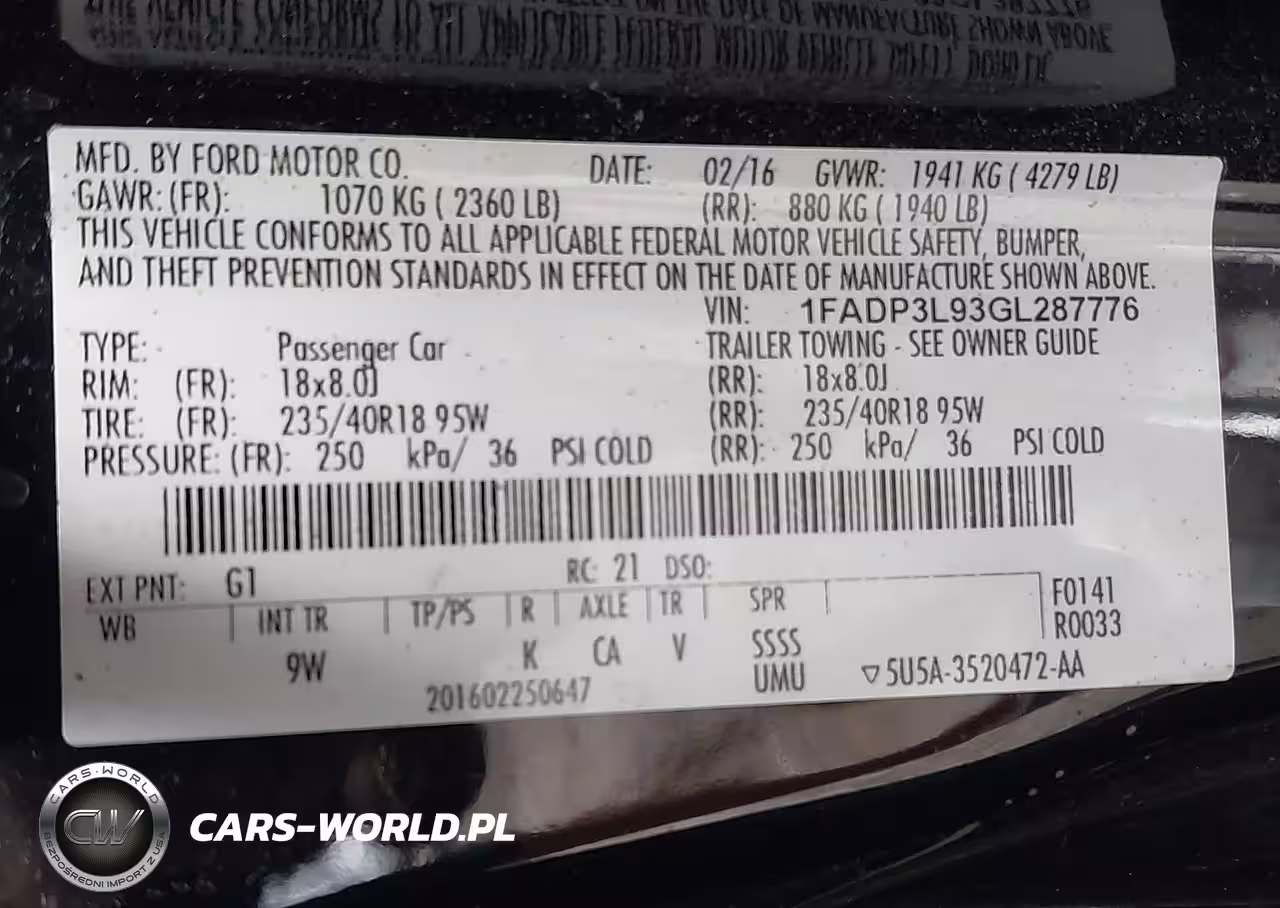 MFD. BY FORD MOTOR CO. DATE: 02/16 GVWR: 1941 KG ( 4279 LB)
GAWR: (FR): 1070 KG ( 2360 LB) (RR): 880 KG ( 1940 LB)
THIS VEHICLE CONFORMS TO ALL APPLICABLE FEDERAL MOTOR VEHICLE SAFETY, BUMPER,
AND THEFT PREVENTION STANDARDS IN EFFECT ON THE DATE OF MANUFACTURE SHOWN ABOVE.
VIN: 1FADP3L93GL287776
TYPE: Passenger Car TRAILER TOWING - SEE OWNER GUIDE
RIM: (FR): 18x8.0J (RR): 18x8.0J
TIRE: (FR): 235/40R18 95W (RR): 235/40R18 95W
PRESSURE: (FR): 250 kPa/ 36 PSI COLD (RR): 250 kPa/ 36 PSI COLD
EXT PNT: G1 RC: 21 DSO:
WB INT TR TP/PS R AXLE TR SPR F0141
R0033
9W K CA V SSSS
201602250647 UMU ▽5U5A-3520472-AA
CARS-WORLD
CW
BEZPOŚREDNI IMPORT Z USA
CARS-WORLD.PL